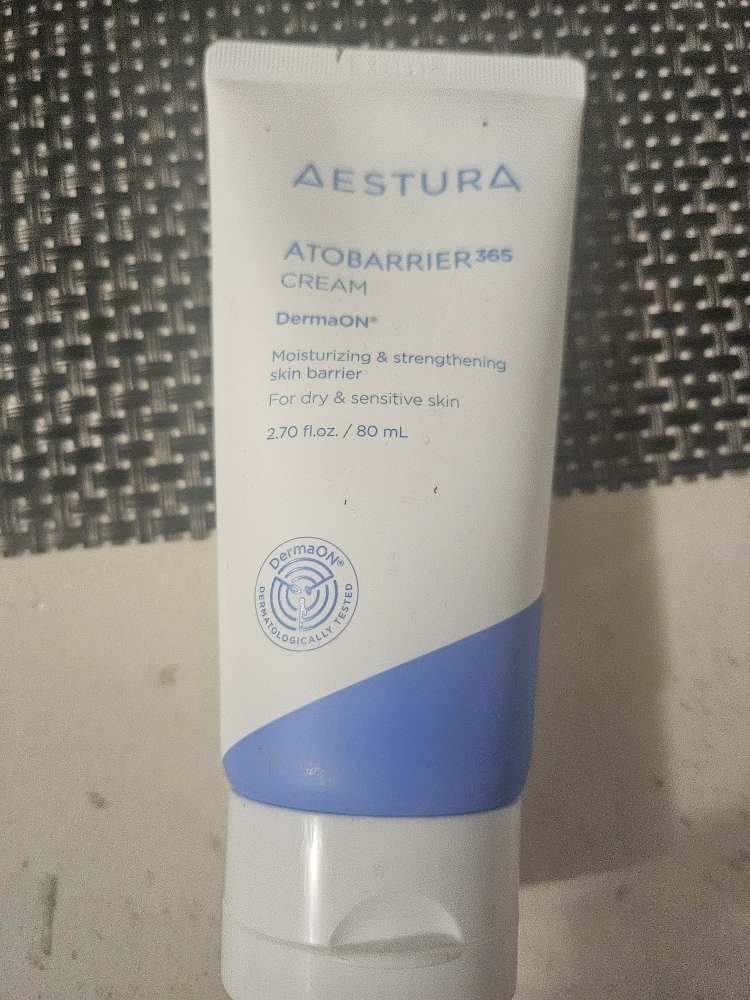 AESTURA
ATOBARRIER365
CREAM
DermaON®
Moisturizing & strengthening
skin barrier
For dry & sensitive skin
2.70 fl.oz. / 80 mL
DermaON®
DERMATOLOGICALLY TESTED